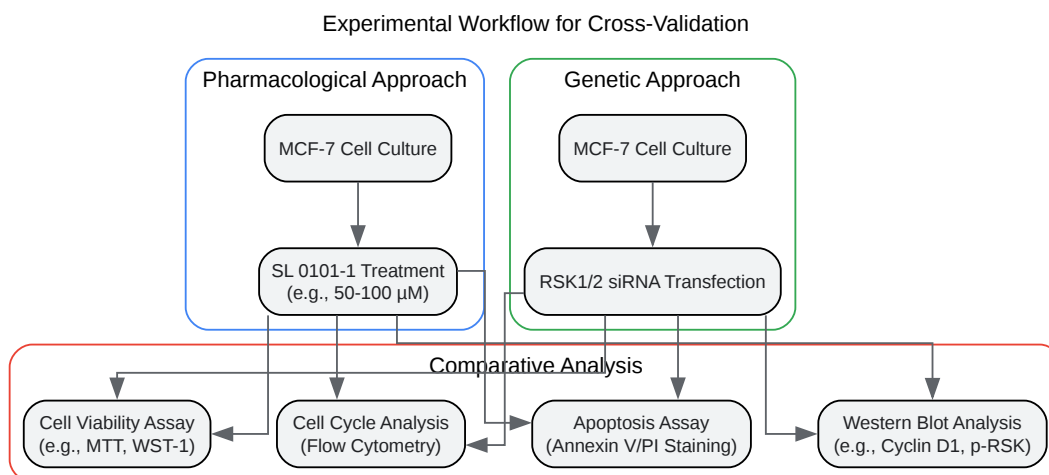 Experimental Workflow for Cross-Validation
Pharmacological Approach
Genetic Approach
MCF-7 Cell Culture
MCF-7 Cell Culture
SL 0101-1 Treatment
(e.g., 50-100 µM)
RSK1/2 siRNA Transfection
Comparative Analysis
Cell Viability Assay
(e.g., MTT, WST-1)
Cell Cycle Analysis
(Flow Cytometry)
Apoptosis Assay
(Annexin V/PI Staining)
Western Blot Analysis
(e.g., Cyclin D1, p-RSK)